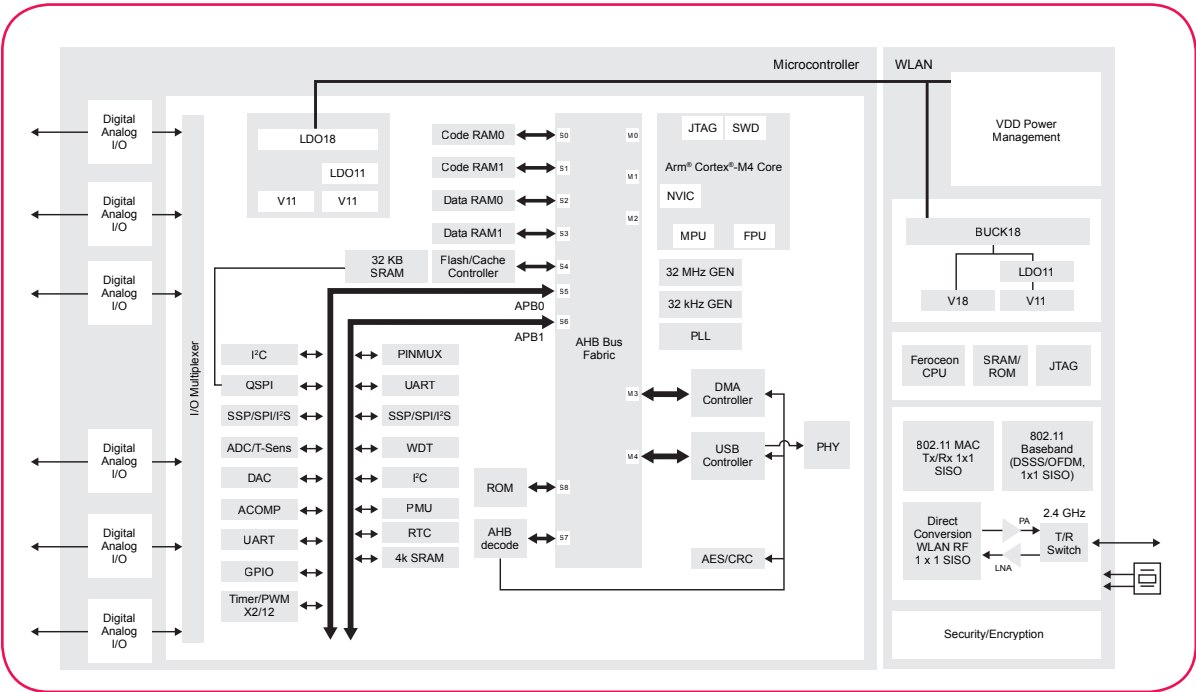 Microcontroller
WLAN
Digital
Analog
I/O
Digital
Analog
I/O
Digital
Analog
I/O
Digital
Analog
I/O
Digital
Analog
I/O
Digital
Analog
I/O
I/O Multiplexer
LDO18
LDO11
V11
V11
Code RAM0
Code RAM1
Data RAM0
Data RAM1
32 KB
SRAM
Flash/Cache
Controller
APB0
APB1
I²C
QSPI
SSP/SPI/I²S
ADC/T-Sens
DAC
ACOMP
UART
GPIO
Timer/PWM
X2/12
PINMUX
UART
SSP/SPI/I²S
WDT
I²C
PMU
RTC
4k SRAM
ROM
AHB
decode
S0
S1
S2
S3
S4
S5
S6
S8
S7
AHB Bus
Fabric
M0
M1
M2
M3
M4
JTAG
SWD
Arm® Cortex®-M4 Core
NVIC
MPU
FPU
32 MHz GEN
32 kHz GEN
PLL
DMA
Controller
USB
Controller
PHY
AES/CRC
VDD Power
Management
BUCK18
LDO11
V18
V11
Feroceon
CPU
SRAM/
ROM
JTAG
802.11 MAC
Tx/Rx 1x1
SISO
802.11
Baseband
(DSSS/OFDM,
1x1 SISO)
Direct
Conversion
WLAN RF
1 x 1 SISO
PA
LNA
2.4 GHz
T/R
Switch
Security/Encryption